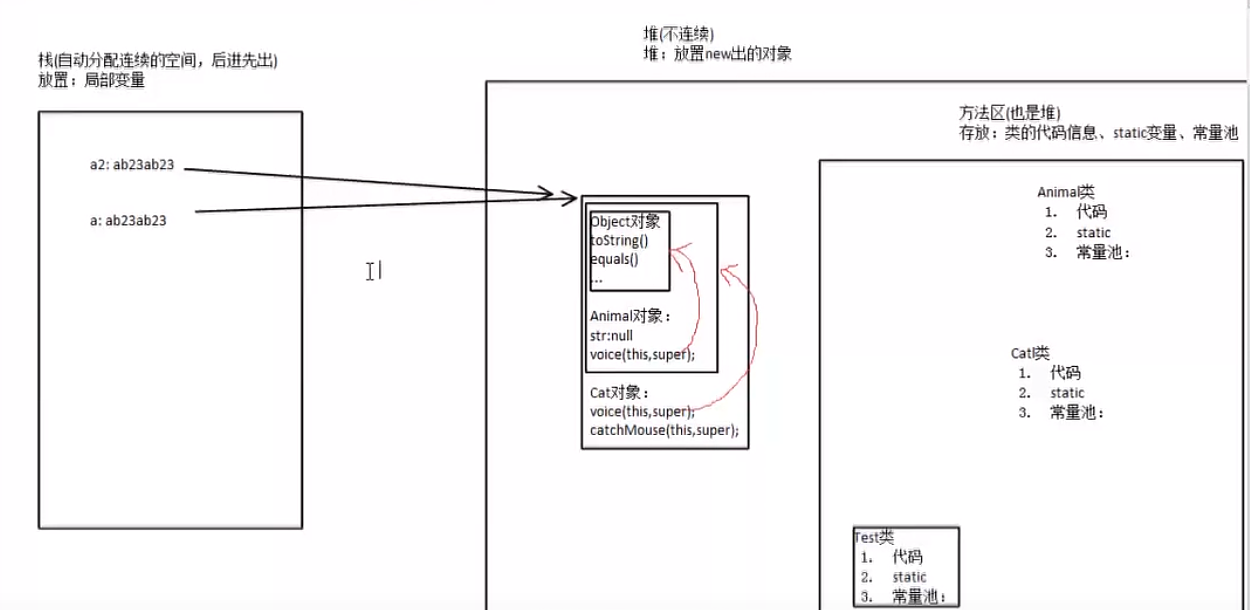 栈(自动分配连续的空间，后进先出)
放置：局部变量
a2: ab23ab23
a: ab23ab23
堆(不连续)
堆：放置new出的对象
Object对象
toString()
equals()
...
Animal对象：
str:null
voice(this,super);
Cat对象：
voice(this,super);
catchMouse(this,super);
方法区(也是堆)
存放：类的代码信息、static变量、常量池
Animal类
1. 代码
2. static
3. 常量池：
Catl类
1. 代码
2. static
3. 常量池：
Test类
1. 代码
2. static
3. 常量池：